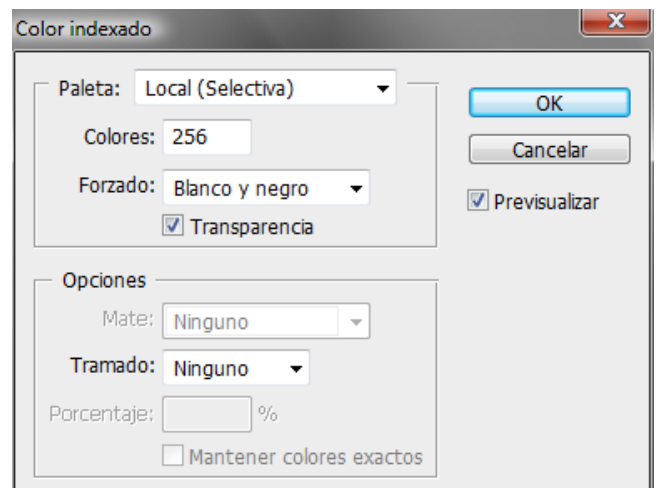 Color indexado
Paleta: Local (Selectiva)
OK
Colores: 256
Cancelar
Forzado: Blanco y negro
Previsualizar
Transparencia
Opciones
Mate: Ninguno
Tramado: Ninguno
Porcentaje: %
Mantener colores exactos